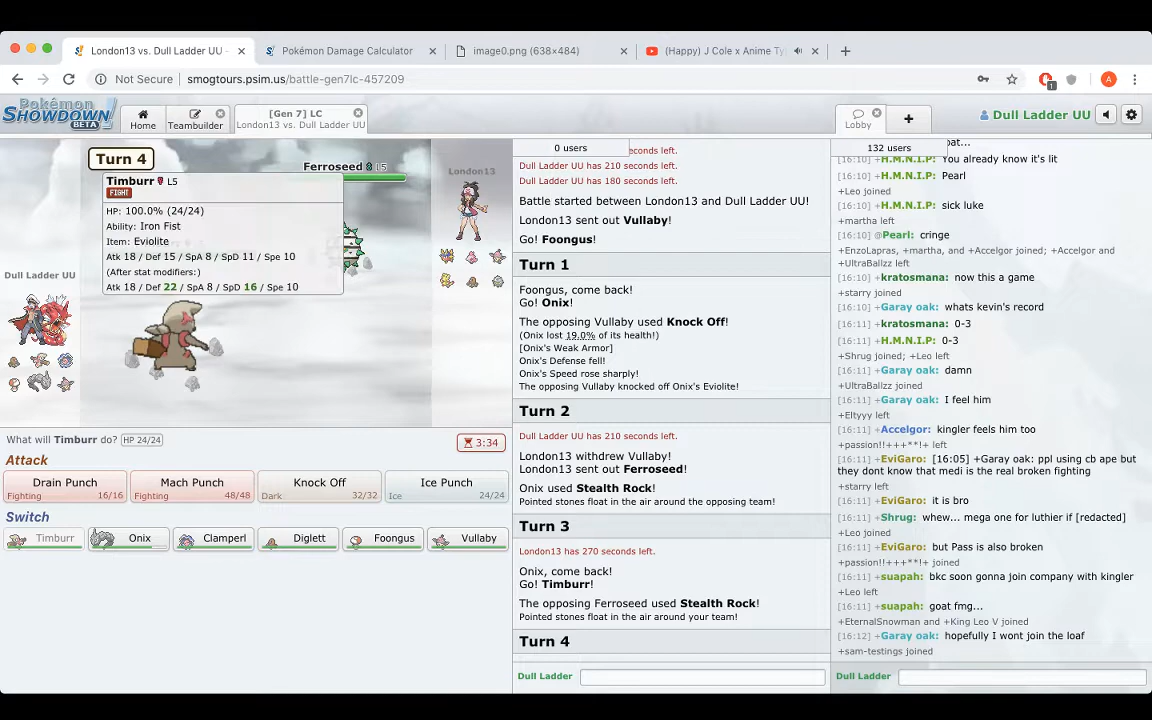 London13 vs. Dull Ladder UU -
Pokémon Damage Calculator
image0.png (638×484)
(Happy) J Cole x Anime Ty
Not Secure
smogtours.psim.us/battle-gen7lc-457209
1
A
Pokémon
SHOWDOWN
BETA
Home
Teambuilder
[Gen 7] LC
London13 vs. Dull Ladder UU
Lobby
Dull Ladder UU
Turn 4
Ferroseed L5
Timburr L5
FIGHT
HP: 100.0% (24/24)
Ability: Iron Fist
Item: Eviolite
Atk 18 / Def 15 / SpA 8 / SpD 11 / Spe 10
(After stat modifiers:)
Atk 18 / Def 22 / SpA 8 / SpD 16 / Spe 10
London13
Dull Ladder UU
What will Timburr do? HP 24/24
3:34
Attack
Drain Punch
Fighting 16/16
Mach Punch
Fighting 48/48
Knock Off
Dark 32/32
Ice Punch
Ice 24/24
Switch
Timburr
Onix
Clamperl
Diglett
Foongus
Vullaby
0 users
econds left.
Dull Ladder UU has 210 seconds left.
Dull Ladder UU has 180 seconds left.
Battle started between London13 and Dull Ladder UU!
London13 sent out Vullaby!
Go! Foongus!
Turn 1
Foongus, come back!
Go! Onix!
The opposing Vullaby used Knock Off!
(Onix lost 19.0% of its health!)
[Onix's Weak Armor]
Onix's Defense fell!
Onix's Speed rose sharply!
The opposing Vullaby knocked off Onix's Eviolite!
Turn 2
Dull Ladder UU has 210 seconds left.
London13 withdrew Vullaby!
London13 sent out Ferroseed!
Onix used Stealth Rock!
Pointed stones float in the air around the opposing team!
Turn 3
London13 has 270 seconds left.
Onix, come back!
Go! Timburr!
The opposing Ferroseed used Stealth Rock!
Pointed stones float in the air around your team!
Turn 4
Dull Ladder
132 users
[16:10] +H.M.N.I.P: You already know it's lit
[16:10] +H.M.N.I.P: Pearl
+Leo joined
[16:10] +H.M.N.I.P: sick luke
+martha left
[16:10] @Pearl: cringe
+EnzoLapras, +martha, and +Accelgor joined; +Accelgor and
+UltraBallzz left
[16:10] +kratosmana: now this a game
+starry joined
[16:10] +Garay oak: whats kevin's record
[16:11] +kratosmana: 0-3
[16:11] +H.M.N.I.P: 0-3
+Shrug joined; +Leo left
[16:11] +Garay oak: damn
+UltraBallzz joined
[16:11] +Garay oak: I feel him
+Eltyyy left
[16:11] +Accelgor: kingler feels him too
+passion!!+++**!+ left
[16:11] +EviGaro: [16:05] +Garay oak: ppl using cb ape but
they dont know that medi is the real broken fighting
+starry left
[16:11] +EviGaro: it is bro
[16:11] +Shrug: whew... mega one for luthier if [redacted]
+Leo joined
[16:11] +EviGaro: but Pass is also broken
+passion!!+++**!+ joined
[16:11] +suapah: bkc soon gonna join company with kingler
+Leo left
[16:11] +suapah: goat fmg...
+EternalSnowman and +King Leo V joined
[16:12] +Garay oak: hopefully I wont join the loaf
+sam-testings joined
Dull Ladder